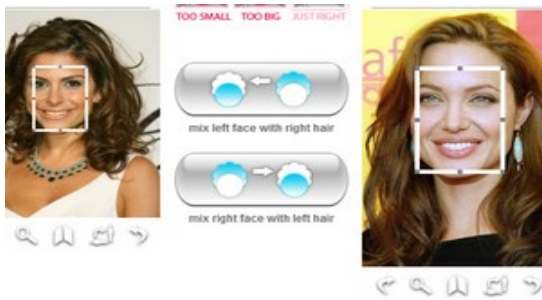 TOO SMALL TOO BIG JUST RIGHT
mix left face with right hair
mix right face with left hair